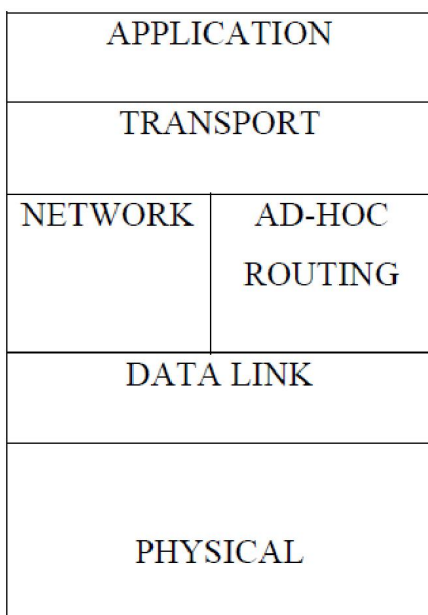 APPLICATION
TRANSPORT
NETWORK
AD-HOC
ROUTING
DATA LINK
PHYSICAL